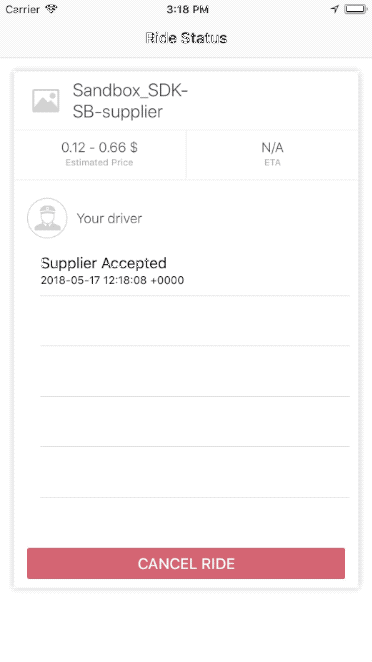 Carrier 3:18 PM
Ride Status
Sandbox_SDK-
SB-supplier
0.12 - 0.66 $
Estimated Price
N/A
ETA
Your driver
Supplier Accepted
2018-05-17 12:18:08 +0000
CANCEL RIDE